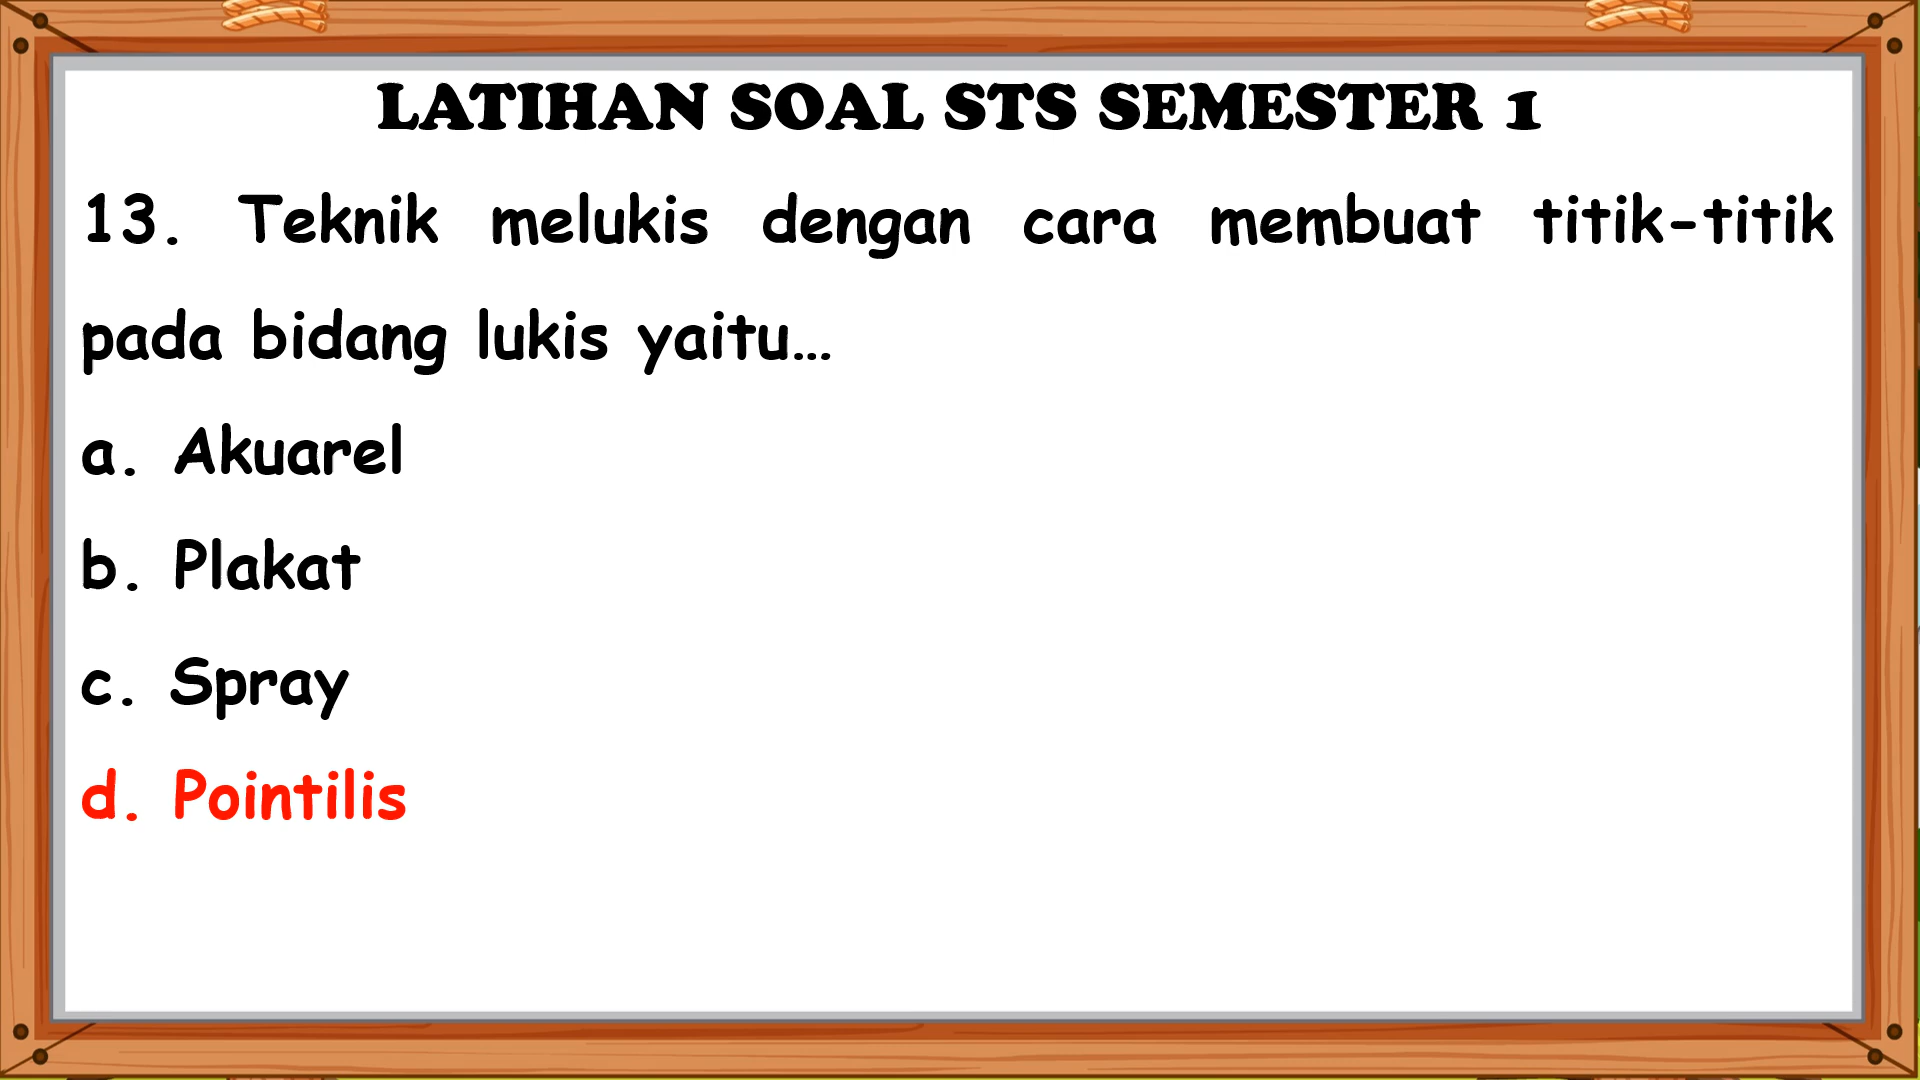 LATIHAN SOAL STS SEMESTER 1
13. Teknik melukis dengan cara membuat titik-titik
pada bidang lukis yaitu...
a. Akuarel
b. Plakat
c. Spray
d. Pointilis